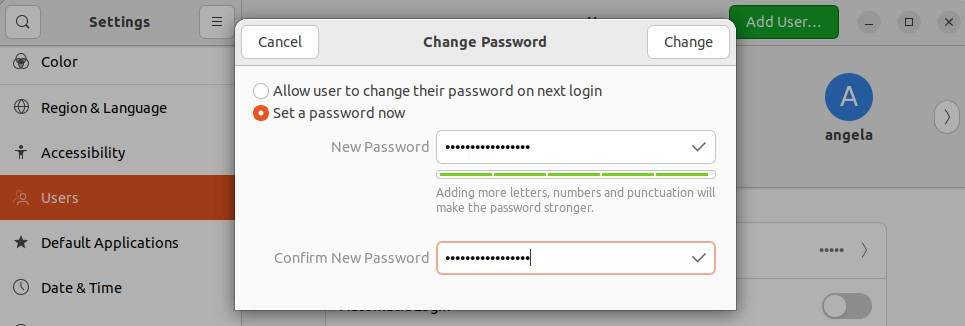 Settings
Add User...
Cancel
Change Password
Change
Color
Region & Language
Accessibility
Users
Default Applications
Date & Time
Allow user to change their password on next login
Set a password now
New Password
•••••••••••••••••
Adding more letters, numbers and punctuation will
make the password stronger.
Confirm New Password
•••••••••••••••••
A
angela
•••••